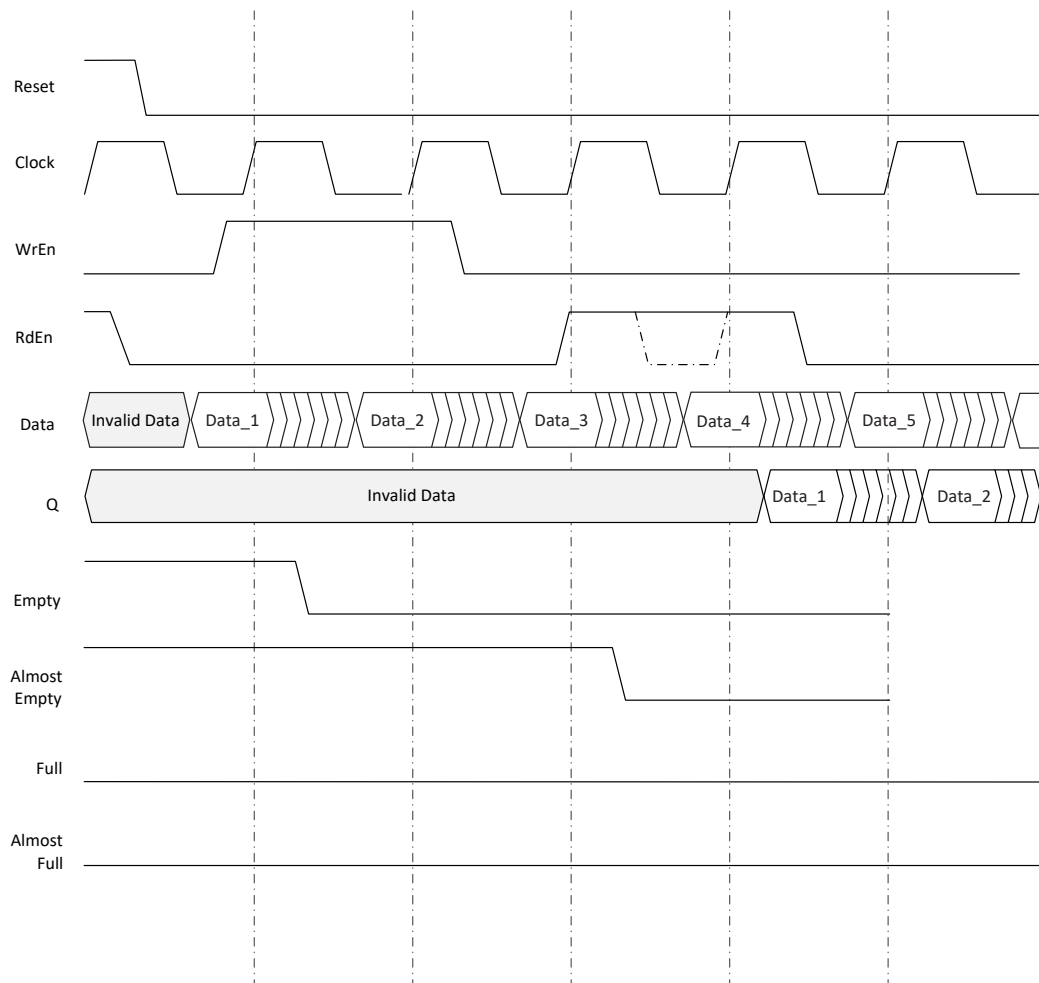 Reset
Clock
WrEn
RdEn
Data
Invalid Data
Data_1
Data_2
Data_3
Data_4
Data_5
Q
Invalid Data
Data_1
Data_2
Empty
Almost
Empty
Full
Almost
Full